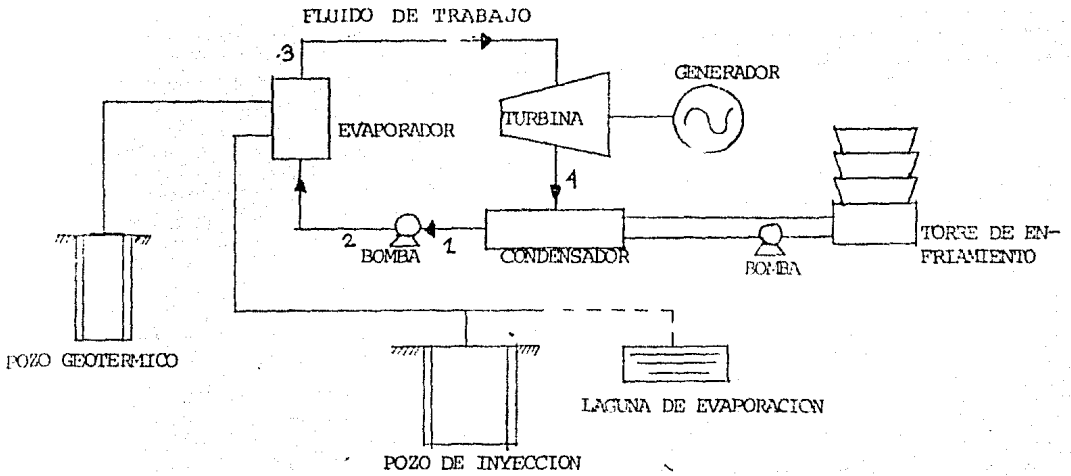 FLUIDO DE TRABAJO
3
GENERADOR
TURBINA
EVAPORADOR
4
2
1
BOMBA
CONDENSADOR
BOMBA
TORRE DE EN-
FRIAMIENTO
POZO GEOTERMICO
LAGUNA DE EVAPORACION
POZO DE INYECCION